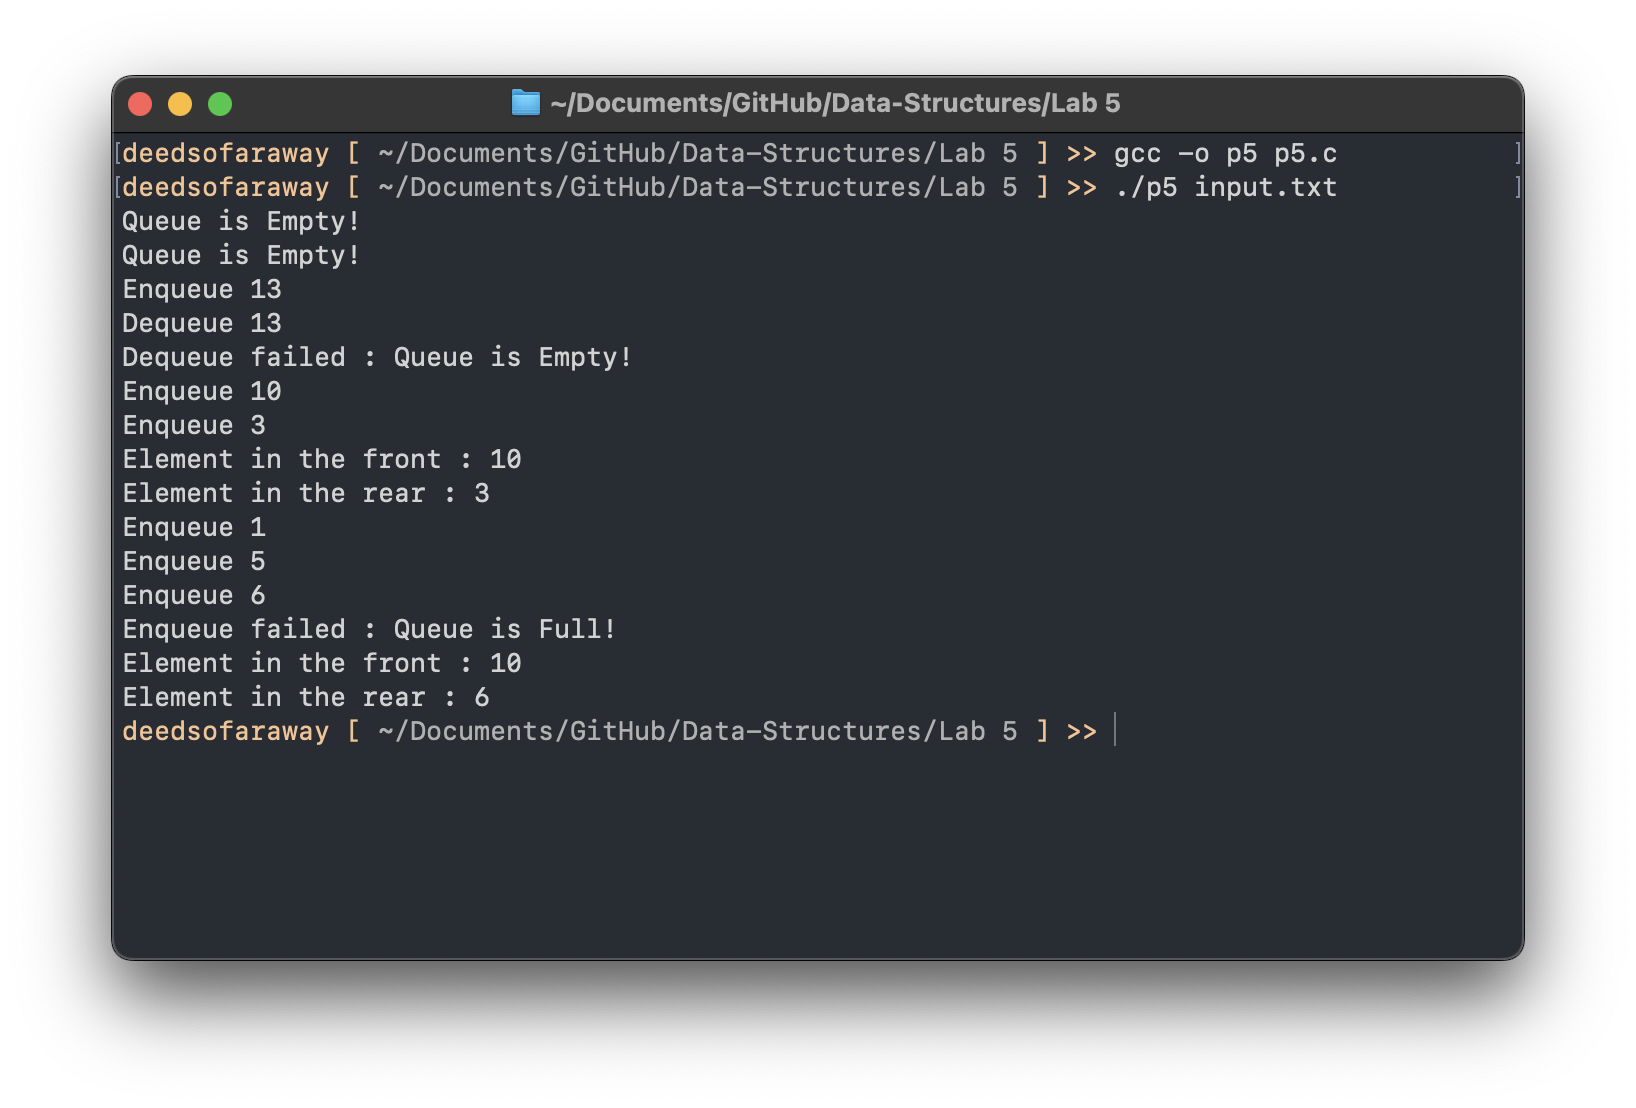 ~/Documents/GitHub/Data-Structures/Lab 5
[deedsofaraway [ ~/Documents/GitHub/Data-Structures/Lab 5 ] >> gcc -o p5 p5.c ]
[deedsofaraway [ ~/Documents/GitHub/Data-Structures/Lab 5 ] >> ./p5 input.txt ]
Queue is Empty!
Queue is Empty!
Enqueue 13
Dequeue 13
Dequeue failed : Queue is Empty!
Enqueue 10
Enqueue 3
Element in the front : 10
Element in the rear : 3
Enqueue 1
Enqueue 5
Enqueue 6
Enqueue failed : Queue is Full!
Element in the front : 10
Element in the rear : 6
deedsofaraway [ ~/Documents/GitHub/Data-Structures/Lab 5 ] >>